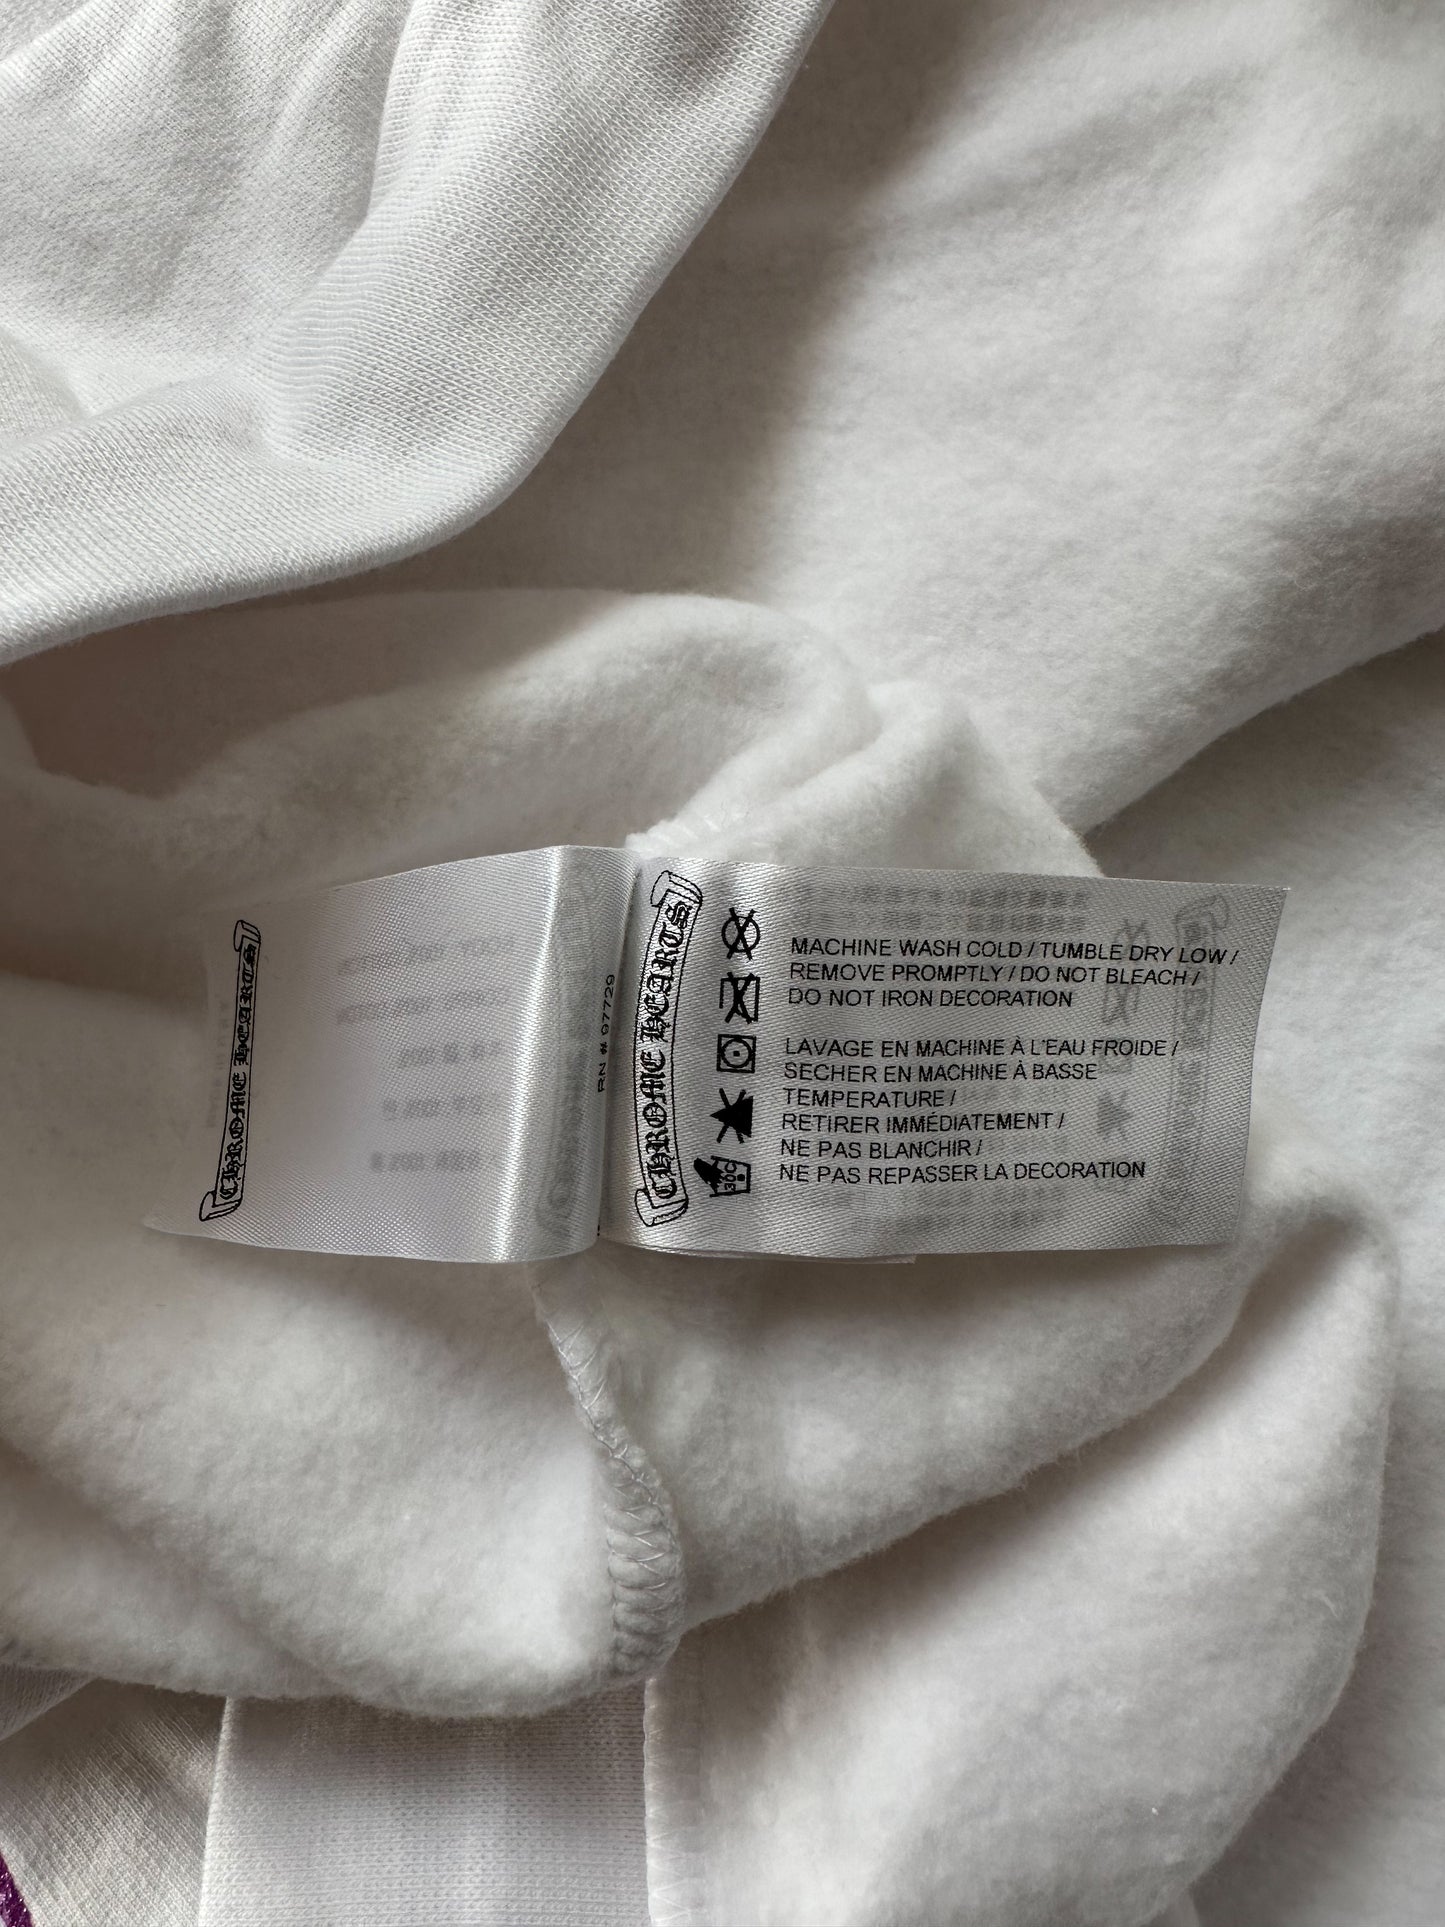 CHROME HEARTS
RN # 97729
CHROME HEARTS
MACHINE WASH COLD / TUMBLE DRY LOW /
REMOVE PROMPTLY / DO NOT BLEACH /
DO NOT IRON DECORATION
LAVAGE EN MACHINE À L'EAU FROIDE /
SECHER EN MACHINE À BASSE
TEMPERATURE /
RETIRER IMMÉDIATEMENT /
NE PAS BLANCHIR /
NE PAS REPASSER LA DECORATION
30C